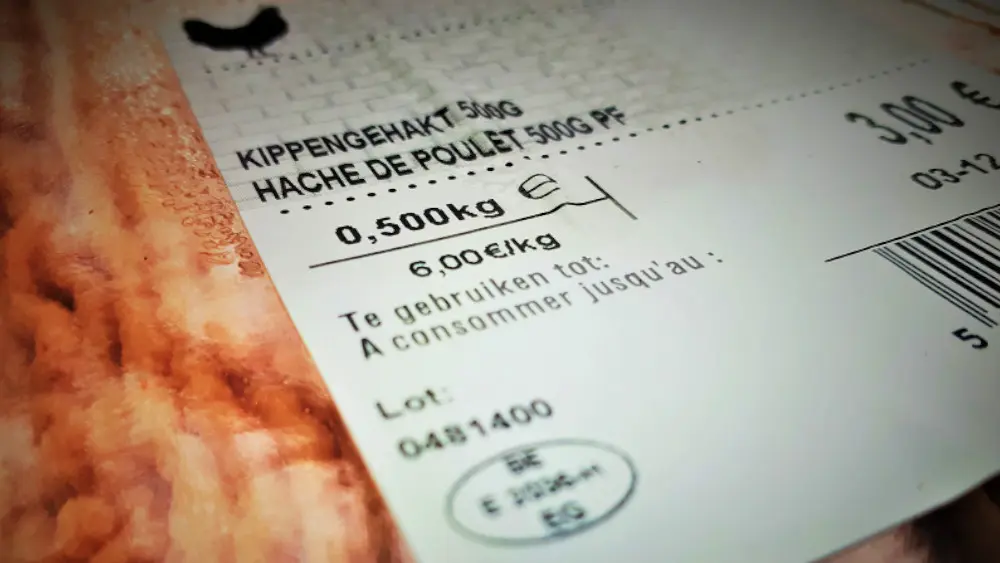 KIPPENGEHAKT 500G
HACHE DE POULET 500G PF
3,00 €
0,500kg e
03-12
6,00€/kg
Te gebruiken tot:
A consommer jusqu'au :
5
Lot:
0481400
BE
EG